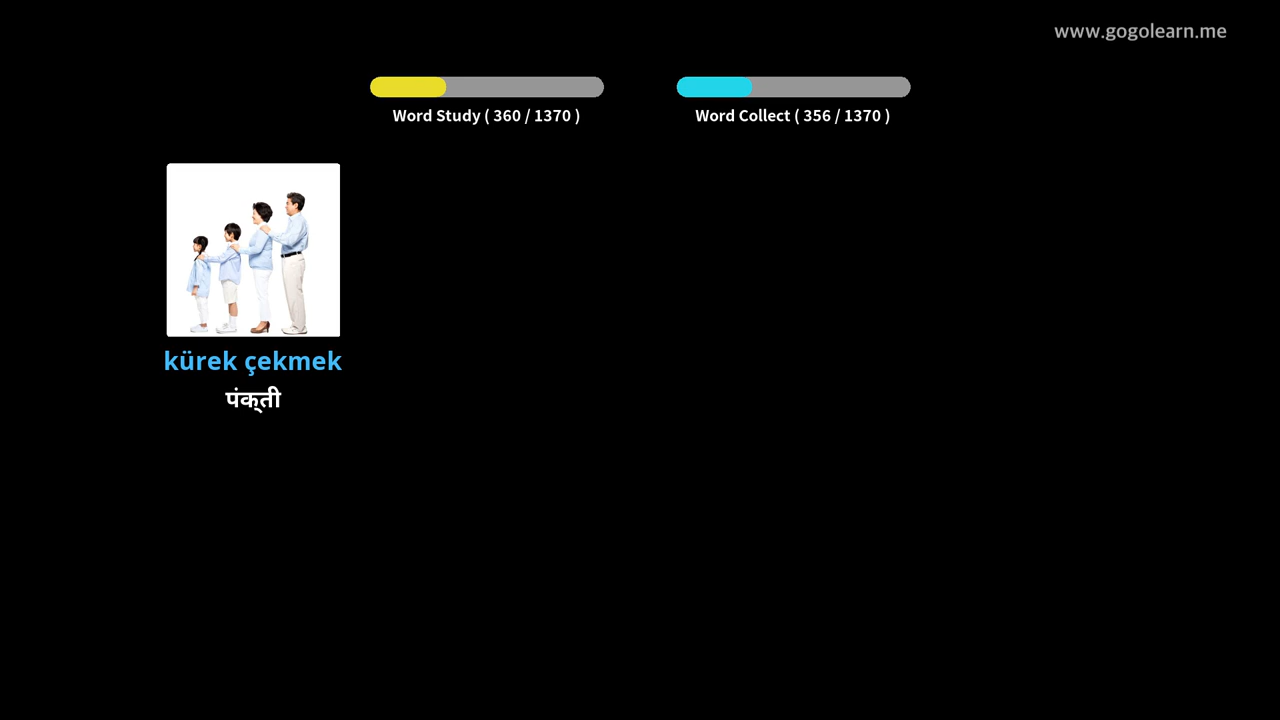 www.gogolearn.me
Word Study ( 360 / 1370 )
Word Collect ( 356 / 1370 )
kürek çekmek
पंक्ती